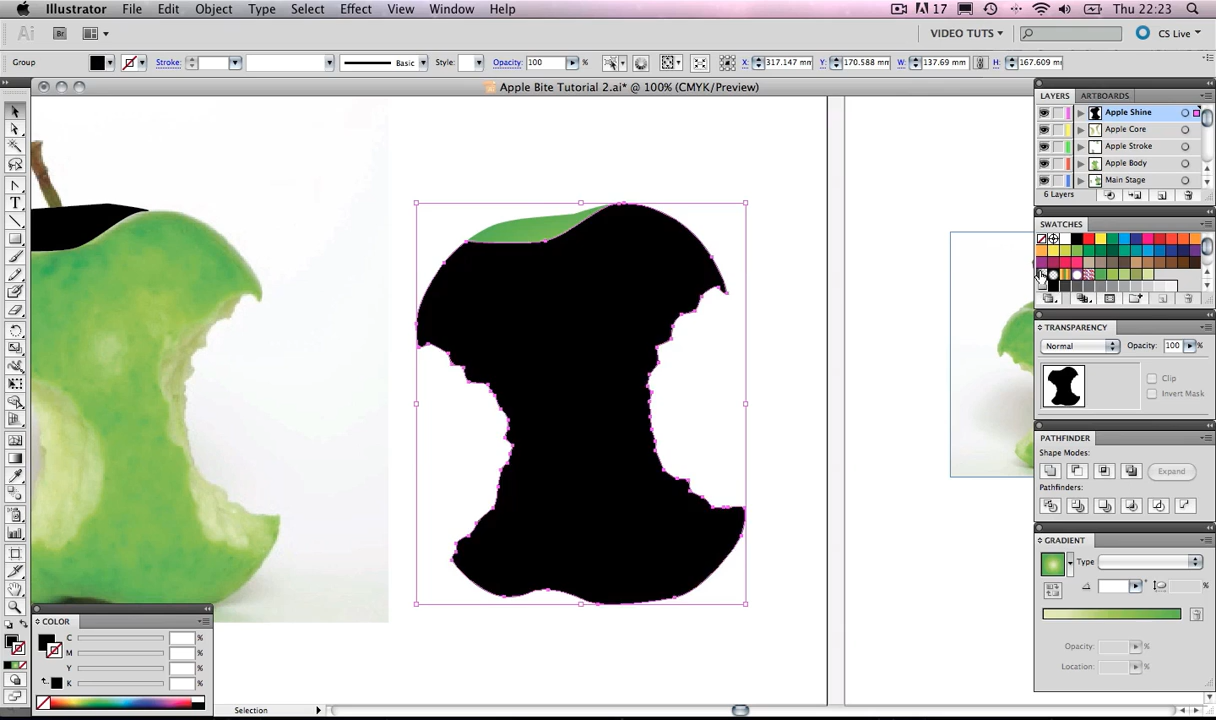 Illustrator File Edit Object Type Select Effect View Window Help 17 Thu 22:23
Ai Br VIDEO TUTS CS Live
Group Stroke: Basic Style: Opacity: 100 % X: 317.147 mm Y: 170.588 mm W: 137.69 mm H: 167.609 mm
Apple Bite Tutorial 2.ai* @ 100% (CMYK/Preview)
LAYERS ARTBOARDS
Apple Shine
Apple Core
Apple Stroke
Apple Body
Main Stage
6 Layers
SWATCHES
TRANSPARENCY
Normal Opacity: 100 %
Clip
Invert Mask
PATHFINDER
Shape Modes:
Expand
Pathfinders:
GRADIENT
Type
°
%
Opacity: %
Location: %
COLOR
C %
M %
Y %
K %
Selection